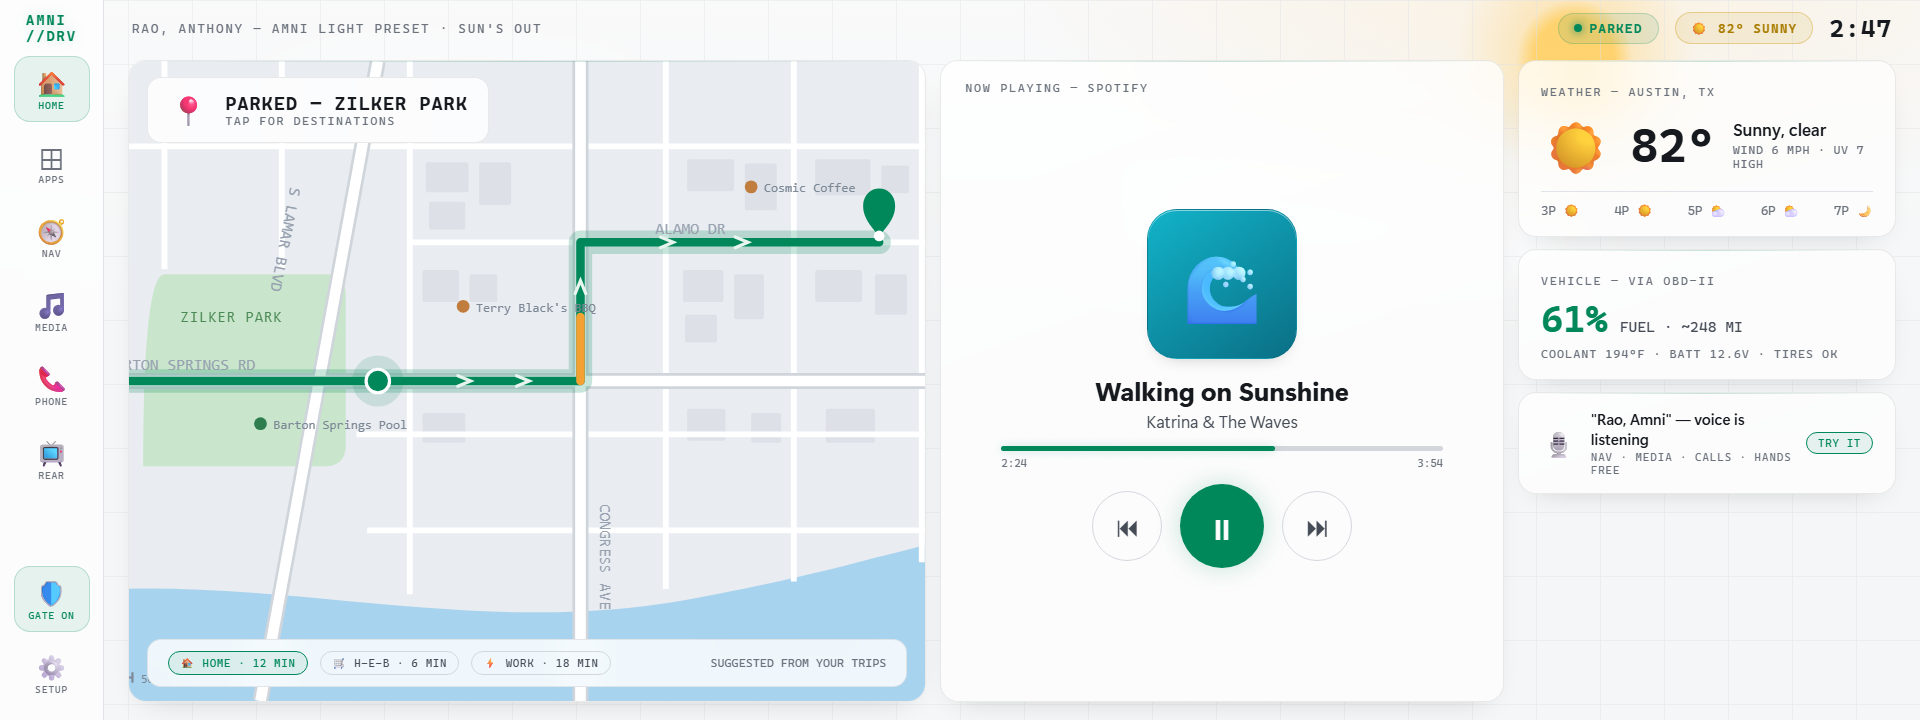 AMNI
//DRV
HOME
APPS
NAV
MEDIA
PHONE
REAR
GATE ON
SETUP
RAO, ANTHONY — AMNI LIGHT PRESET · SUN'S OUT
PARKED
82° SUNNY
2:47
PARKED — ZILKER PARK
TAP FOR DESTINATIONS
S LAMAR BLVD
Cosmic Coffee
ALAMO DR
Terry Black's BBQ
ZILKER PARK
RTON SPRINGS RD
Barton Springs Pool
CONGRESS AVE
HOME · 12 MIN
H-E-B · 6 MIN
WORK · 18 MIN
SUGGESTED FROM YOUR TRIPS
NOW PLAYING — SPOTIFY
Walking on Sunshine
Katrina & The Waves
2:24
3:54
WEATHER — AUSTIN, TX
82°
Sunny, clear
WIND 6 MPH · UV 7
HIGH
3P
4P
5P
6P
7P
VEHICLE — VIA OBD-II
61% FUEL · ~248 MI
COOLANT 194°F · BATT 12.6V · TIRES OK
"Rao, Amni" — voice is
listening
NAV · MEDIA · CALLS · HANDS
FREE
TRY IT